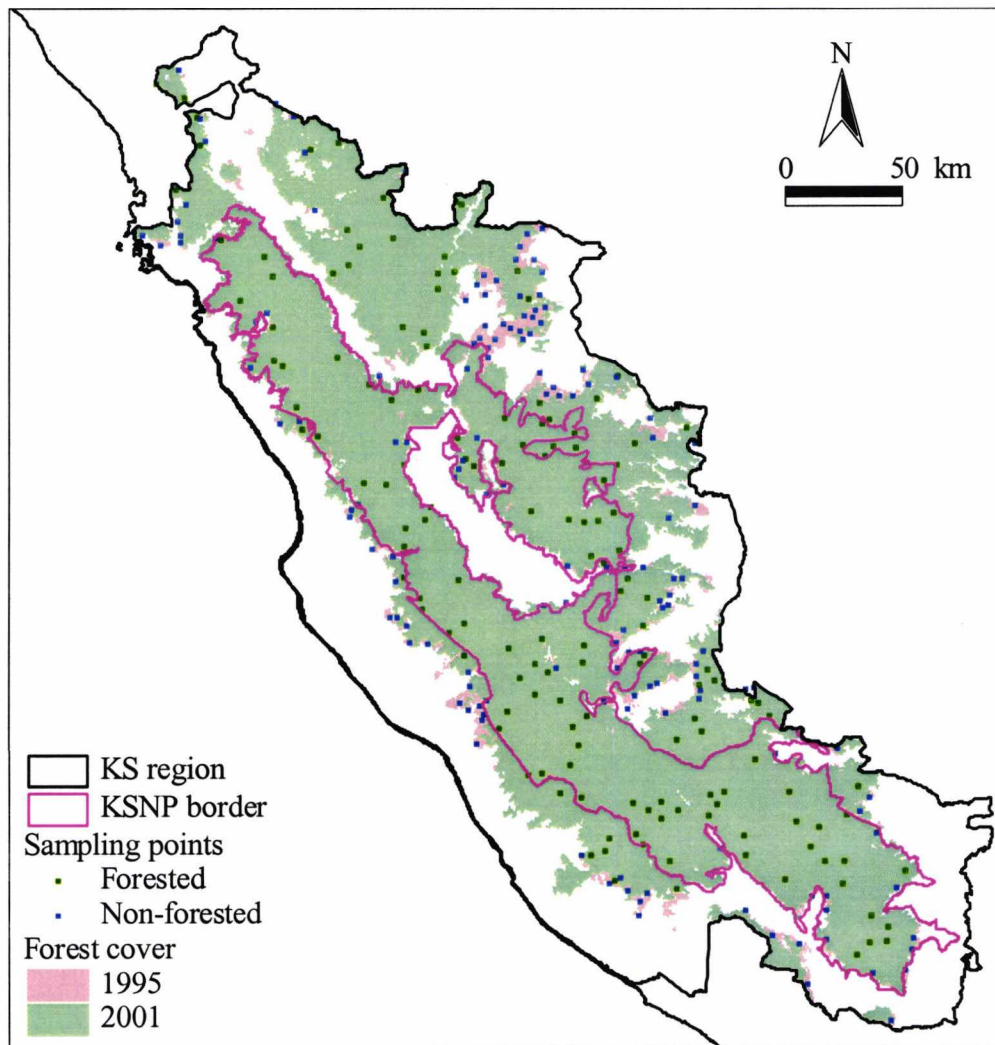 N
0 50 km
KS region
KSNP border
Sampling points
Forested
Non-forested
Forest cover
1995
2001